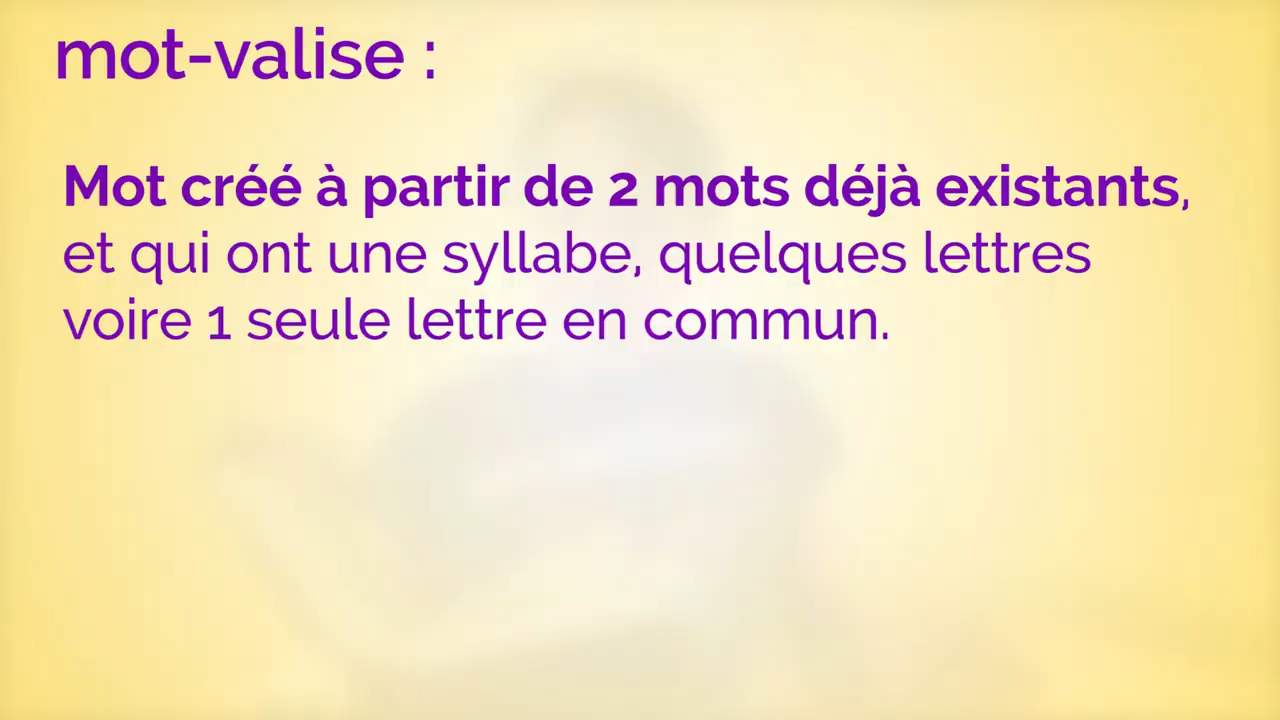 mot-valise :
Mot créé à partir de 2 mots déjà existants,
et qui ont une syllabe, quelques lettres
voire 1 seule lettre en commun.